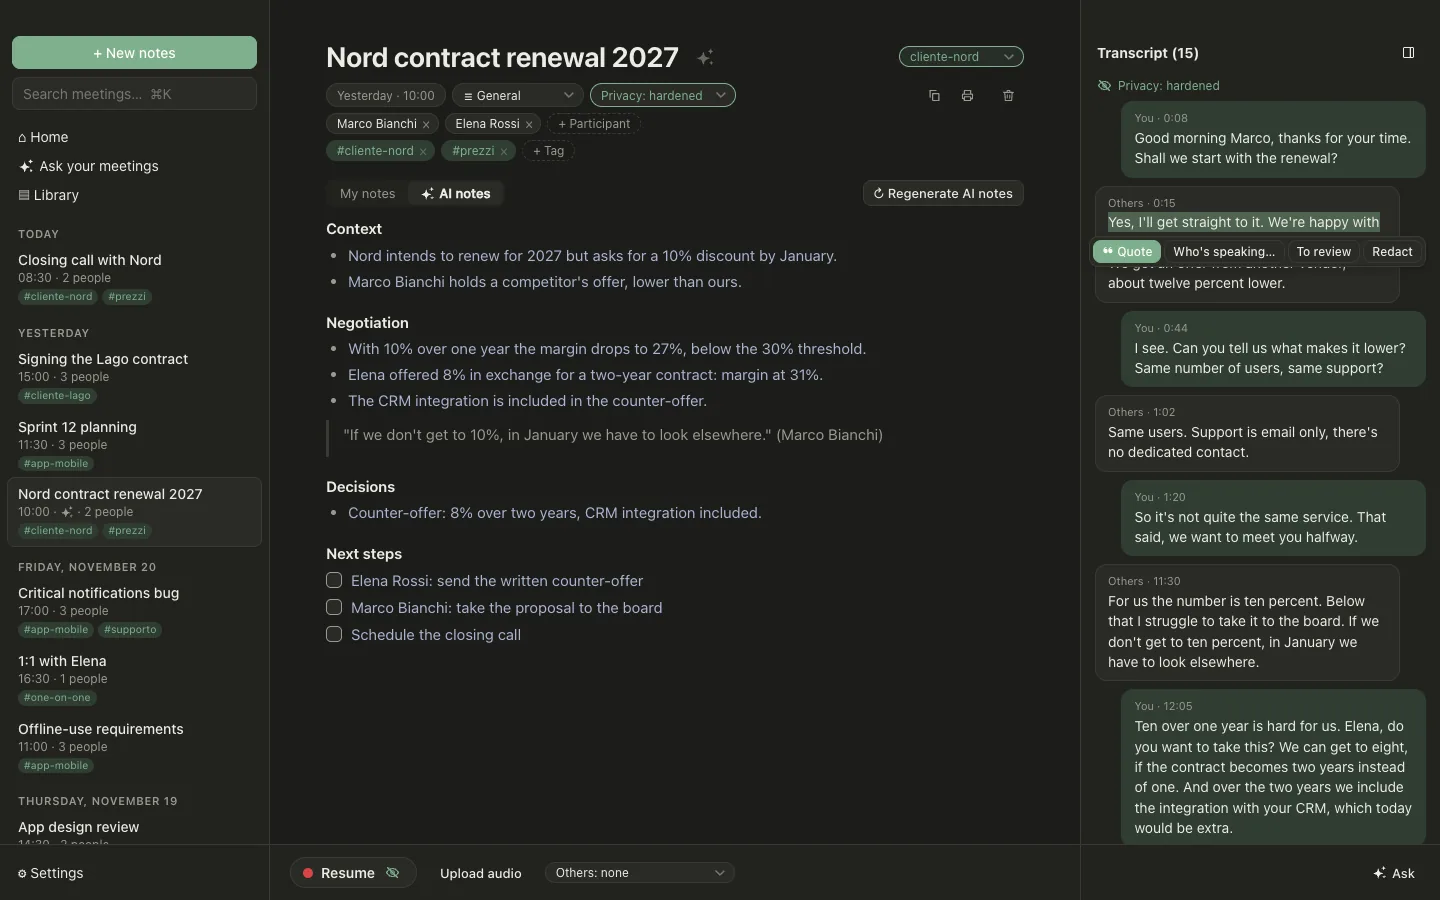 + New notes
Search meetings... ⌘K
Home
Ask your meetings
Library
TODAY
Closing call with Nord
08:30 · 2 people
#cliente-nord #prezzi
YESTERDAY
Signing the Lago contract
15:00 · 3 people
#cliente-lago
Sprint 12 planning
11:30 · 3 people
#app-mobile
Nord contract renewal 2027
10:00 · · 2 people
#cliente-nord #prezzi
FRIDAY, NOVEMBER 20
Critical notifications bug
17:00 · 3 people
#app-mobile #supporto
1:1 with Elena
16:30 · 1 people
#one-on-one
Offline-use requirements
11:00 · 3 people
#app-mobile
THURSDAY, NOVEMBER 19
App design review
Settings
Nord contract renewal 2027
cliente-nord
Yesterday · 10:00 General Privacy: hardened
Marco Bianchi × Elena Rossi × + Participant
#cliente-nord × #prezzi × + Tag
My notes AI notes
Regenerate AI notes
Context
• Nord intends to renew for 2027 but asks for a 10% discount by January.
• Marco Bianchi holds a competitor's offer, lower than ours.
Negotiation
• With 10% over one year the margin drops to 27%, below the 30% threshold.
• Elena offered 8% in exchange for a two-year contract: margin at 31%.
• The CRM integration is included in the counter-offer.
"If we don't get to 10%, in January we have to look elsewhere." (Marco Bianchi)
Decisions
• Counter-offer: 8% over two years, CRM integration included.
Next steps
Elena Rossi: send the written counter-offer
Marco Bianchi: take the proposal to the board
Schedule the closing call
Resume
Upload audio
Others: none
Transcript (15)
Privacy: hardened
You · 0:08
Good morning Marco, thanks for your time.
Shall we start with the renewal?
Others · 0:15
Yes, I'll get straight to it. We're happy with
Quote Who's speaking... To review Redact
about twelve percent lower.
You · 0:44
I see. Can you tell us what makes it lower?
Same number of users, same support?
Others · 1:02
Same users. Support is email only, there's
no dedicated contact.
You · 1:20
So it's not quite the same service. That
said, we want to meet you halfway.
Others · 11:30
For us the number is ten percent. Below
that I struggle to take it to the board. If we
don't get to ten percent, in January we
have to look elsewhere.
You · 12:05
Ten over one year is hard for us. Elena, do
you want to take this? We can get to eight,
if the contract becomes two years instead
of one. And over the two years we include
the integration with your CRM, which today
would be extra.
Ask